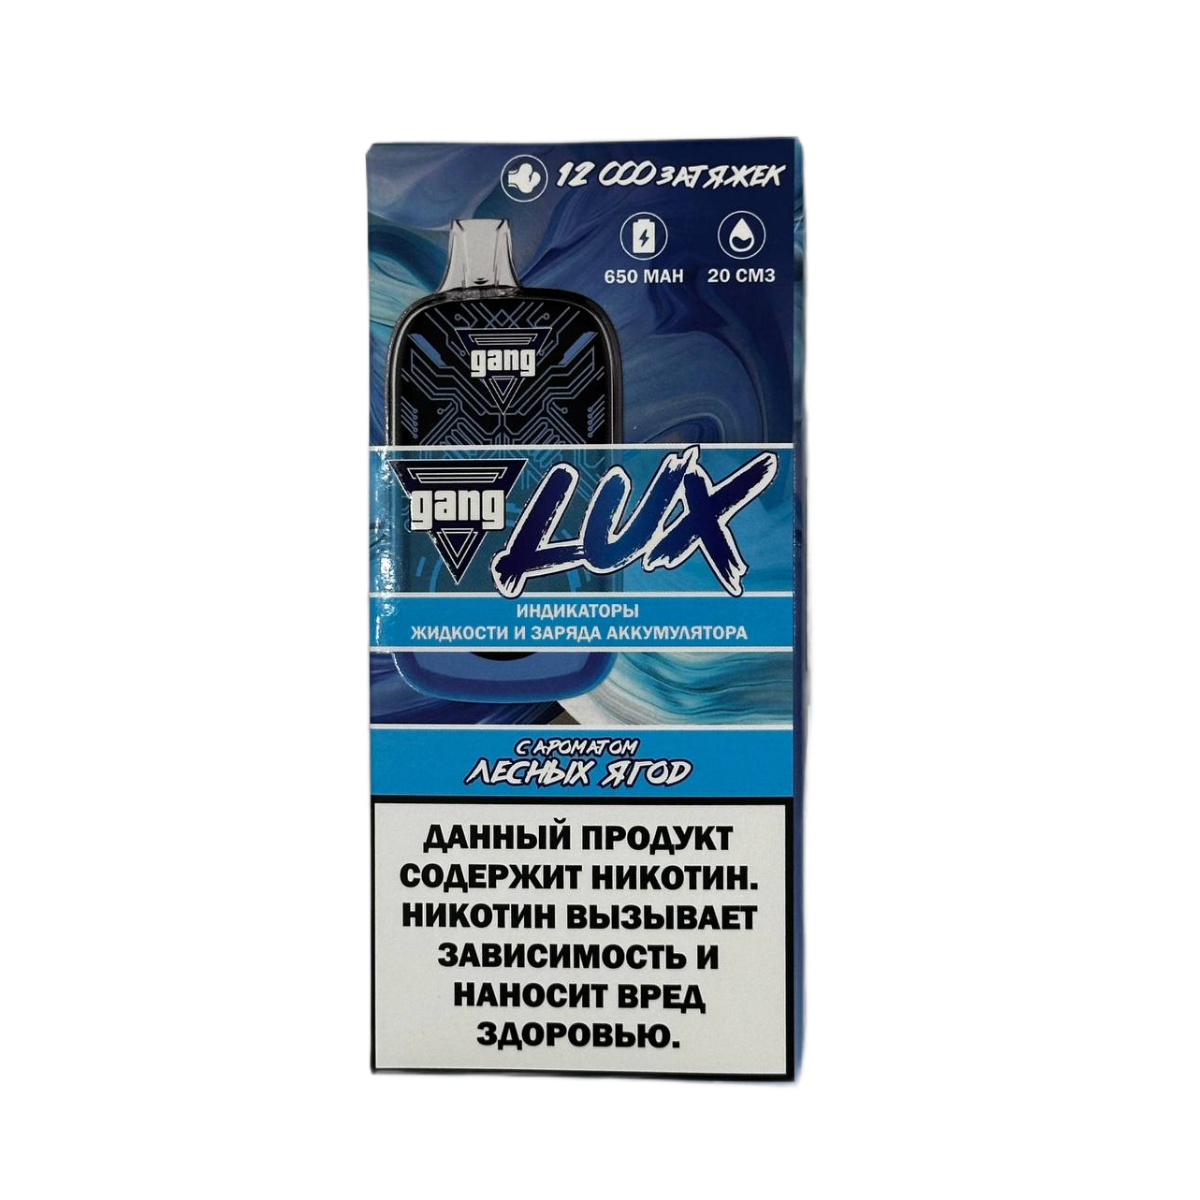 12 000 ЗАТЯЖЕК
650 МАН 20 СМ3
gang
gang LUX
ИНДИКАТОРЫ
ЖИДКОСТИ И ЗАРЯДА АККУМУЛЯТОРА
С АРОМАТОМ
ЛЕСНЫХ ЯГОД
ДАННЫЙ ПРОДУКТ
СОДЕРЖИТ НИКОТИН.
НИКОТИН ВЫЗЫВАЕТ
ЗАВИСИМОСТЬ И
НАНОСИТ ВРЕД
ЗДОРОВЬЮ.